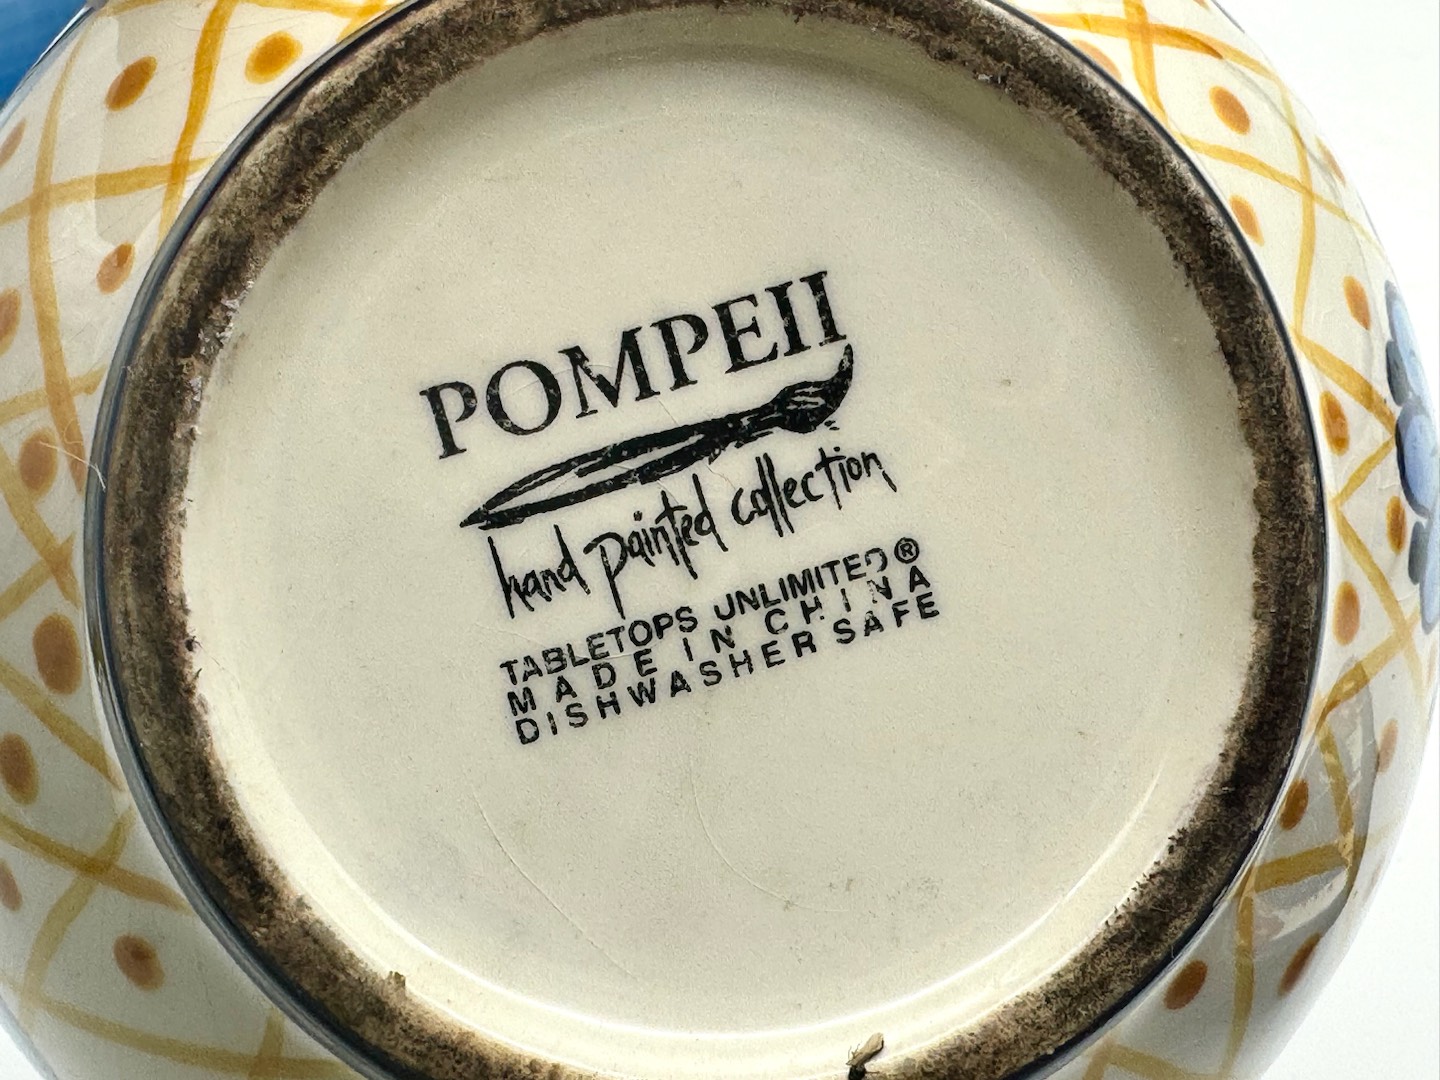 POMPEII
hand painted collection
TABLETOPS UNLIMITED®
MADE IN CHINA
DISHWASHER SAFE